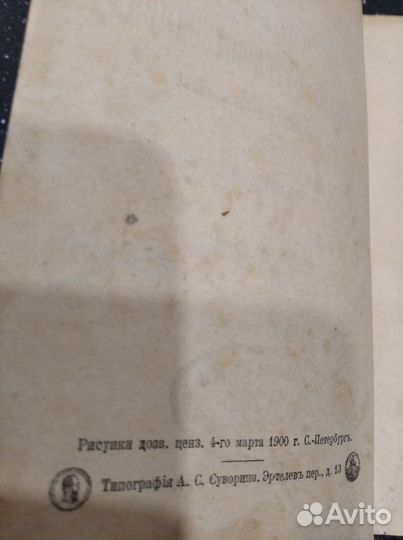 Рисунки дозв. ценз. 4-го марта 1900 г. С.-Петербургъ.
Типографія А. С. Суворина. Эртелевъ пер., д. 13
Avito